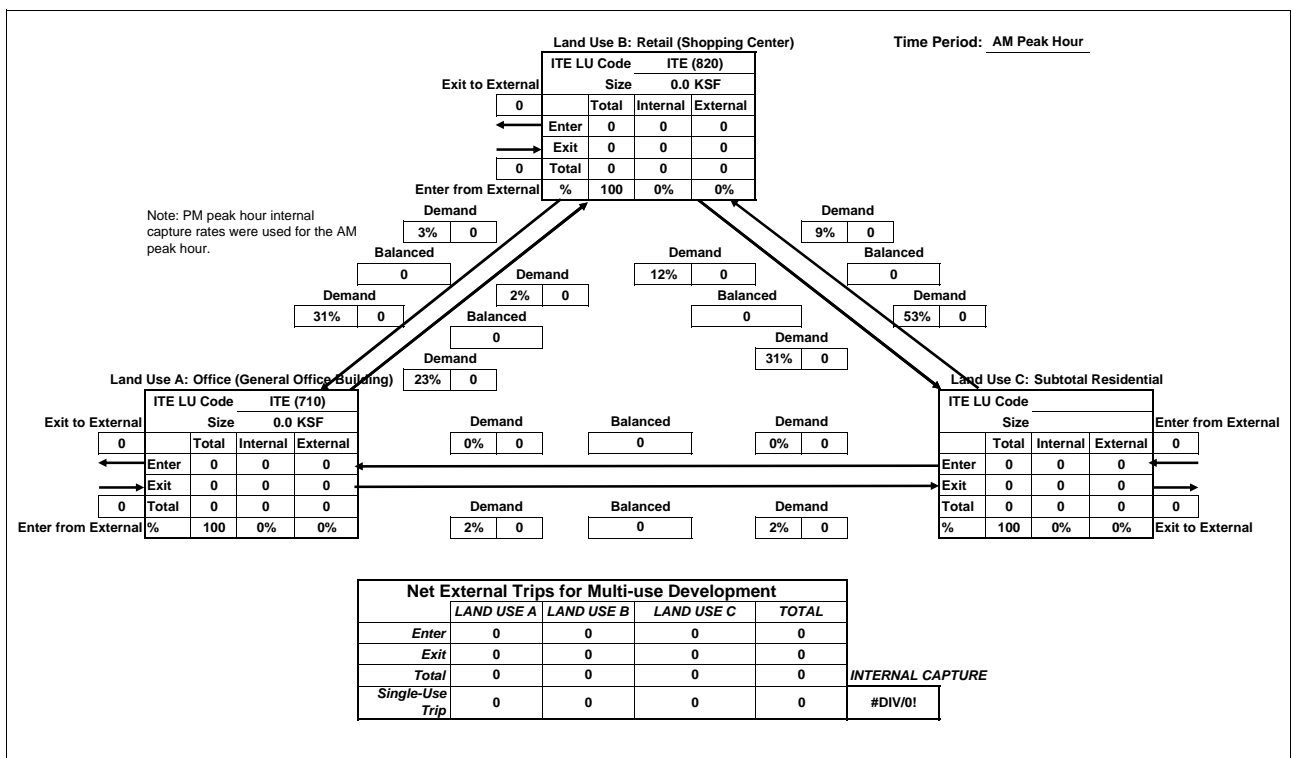 Land Use B: Retail (Shopping Center)
Time Period: AM Peak Hour
ITE LU Code ITE (820)
Exit to External Size 0.0 KSF
0 Total Internal External
Enter 0 0 0
Exit 0 0 0
0 Total 0 0 0
Enter from External % 100 0% 0%
Note: PM peak hour internal
capture rates were used for the AM
peak hour.
Demand
3% 0
Balanced
0
Demand
31% 0
Demand
2% 0
Balanced
0
Demand
23% 0
Demand
12% 0
Balanced
0
Demand
31% 0
Demand
9% 0
Balanced
0
Demand
53% 0
Land Use A: Office (General Office Building)
ITE LU Code ITE (710)
Exit to External Size 0.0 KSF
0 Total Internal External
Enter 0 0 0
Exit 0 0 0
0 Total 0 0 0
Enter from External % 100 0% 0%
Demand Balanced Demand
0% 0 0 0% 0
Demand Balanced Demand
2% 0 0 2% 0
Land Use C: Subtotal Residential
ITE LU Code
Size Enter from External
Total Internal External 0
Enter 0 0 0
Exit 0 0 0
Total 0 0 0 0
% 100 0% 0% Exit to External
Net External Trips for Multi-use Development
LAND USE A LAND USE B LAND USE C TOTAL
Enter 0 0 0 0
Exit 0 0 0 0
Total 0 0 0 0 INTERNAL CAPTURE
Single-Use
Trip 0 0 0 0 #DIV/0!